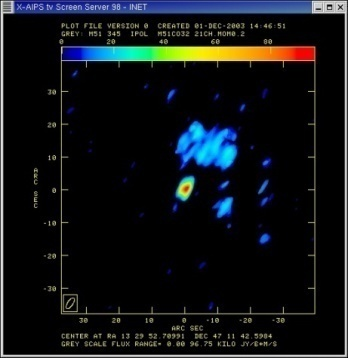 X-AIPS tv Screen Server 98 - INET
PLOT FILE VERSION 0 CREATED 01-DEC-2003 14:46:51
GREY: M51 345 IPOL M51CO32 21CH.MOM0.2
0 20 40 60 80
30
20
10
0
-10
-20
-30
ARC SEC
30 20 10 0 -10 -20 -30
ARC SEC
CENTER AT RA 13 29 52.70991 DEC 47 11 42.5984
GREY SCALE FLUX RANGE= 0.00 96.75 KILO JY/B*M/S